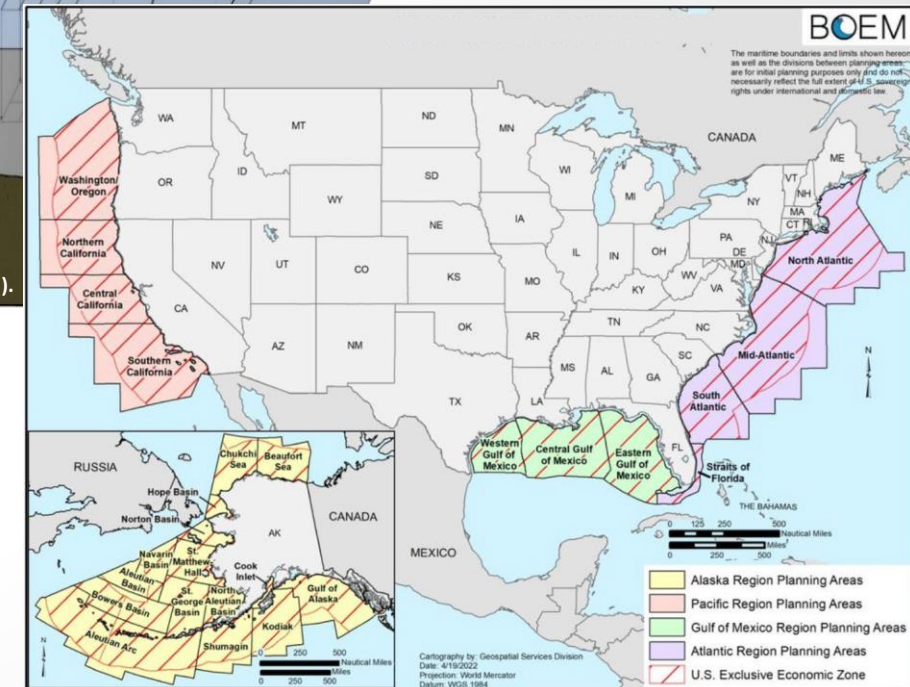 ).
BOEM
The maritime boundaries and limits shown hereon,
as well as the divisions between planning areas,
are for initial planning purposes only and do not
necessarily reflect the full extent of U.S. sovereign
rights under international and domestic law.
CANADA
WA
MT
ND
MN
ME
OR
ID
SD
WI
MI
VT
NH
NY
MA
CT
RI
WY
IA
NE
PA
NJ
NV
UT
CO
IL
IN
OH
DE
MD
WV
VA
KS
MO
KY
CA
TN
NC
AZ
NM
OK
AR
SC
MS
AL
GA
TX
LA
FL
Washington/
Oregon
Northern
California
Central
California
Southern
California
North Atlantic
Mid-Atlantic
South
Atlantic
Straits of
Florida
Western
Gulf of
Mexico
Central Gulf
of Mexico
Eastern
Gulf of
Mexico
THE BAHAMAS
MEXICO
N
0 125 250 500
Nautical Miles
Miles
0 250 500
RUSSIA
Chukchi
Sea
Beaufort
Sea
Hope Basin
Norton Basin
AK
CANADA
Navarin
Basin
St.
Matthew
Hall
Aleutian
Basin
Cook
Inlet
St.
George
Basin
North
Aleutian
Basin
Gulf of
Alaska
Bowers Basin
Kodiak
Aleutian Arc
Shumagin
N
0 250 500
Nautical Miles
Miles
0 250 500
Cartography by: Geospatial Services Division
Date: 4/19/2022
Projection: World Mercator
Datum: WGS 1984
Alaska Region Planning Areas
Pacific Region Planning Areas
Gulf of Mexico Region Planning Areas
Atlantic Region Planning Areas
U.S. Exclusive Economic Zone